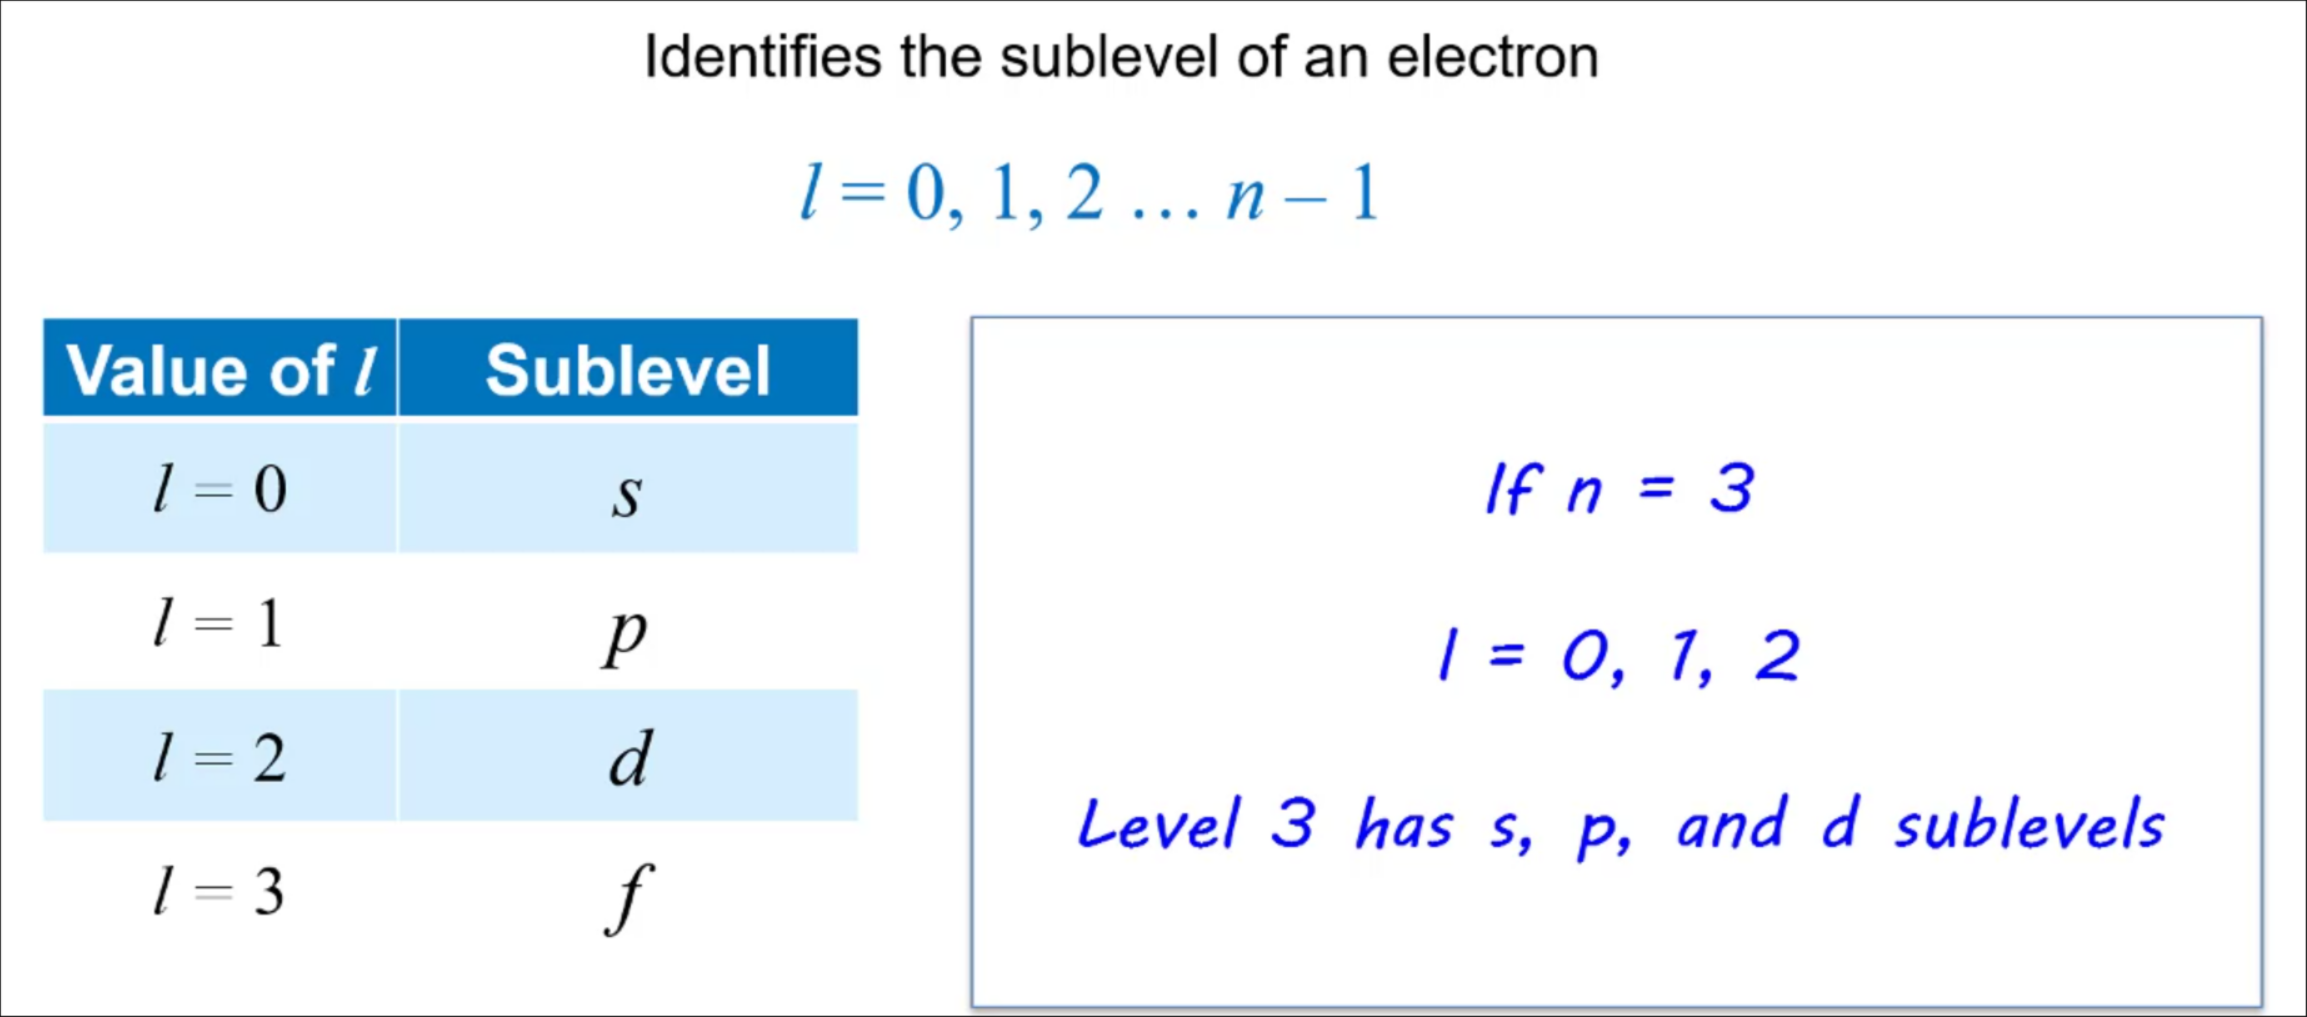 Identifies the sublevel of an electron
l = 0, 1, 2 … n – 1
Value of l Sublevel
l = 0 s
l = 1 p
l = 2 d
l = 3 f
If n = 3
l = 0, 1, 2
Level 3 has s, p, and d sublevels